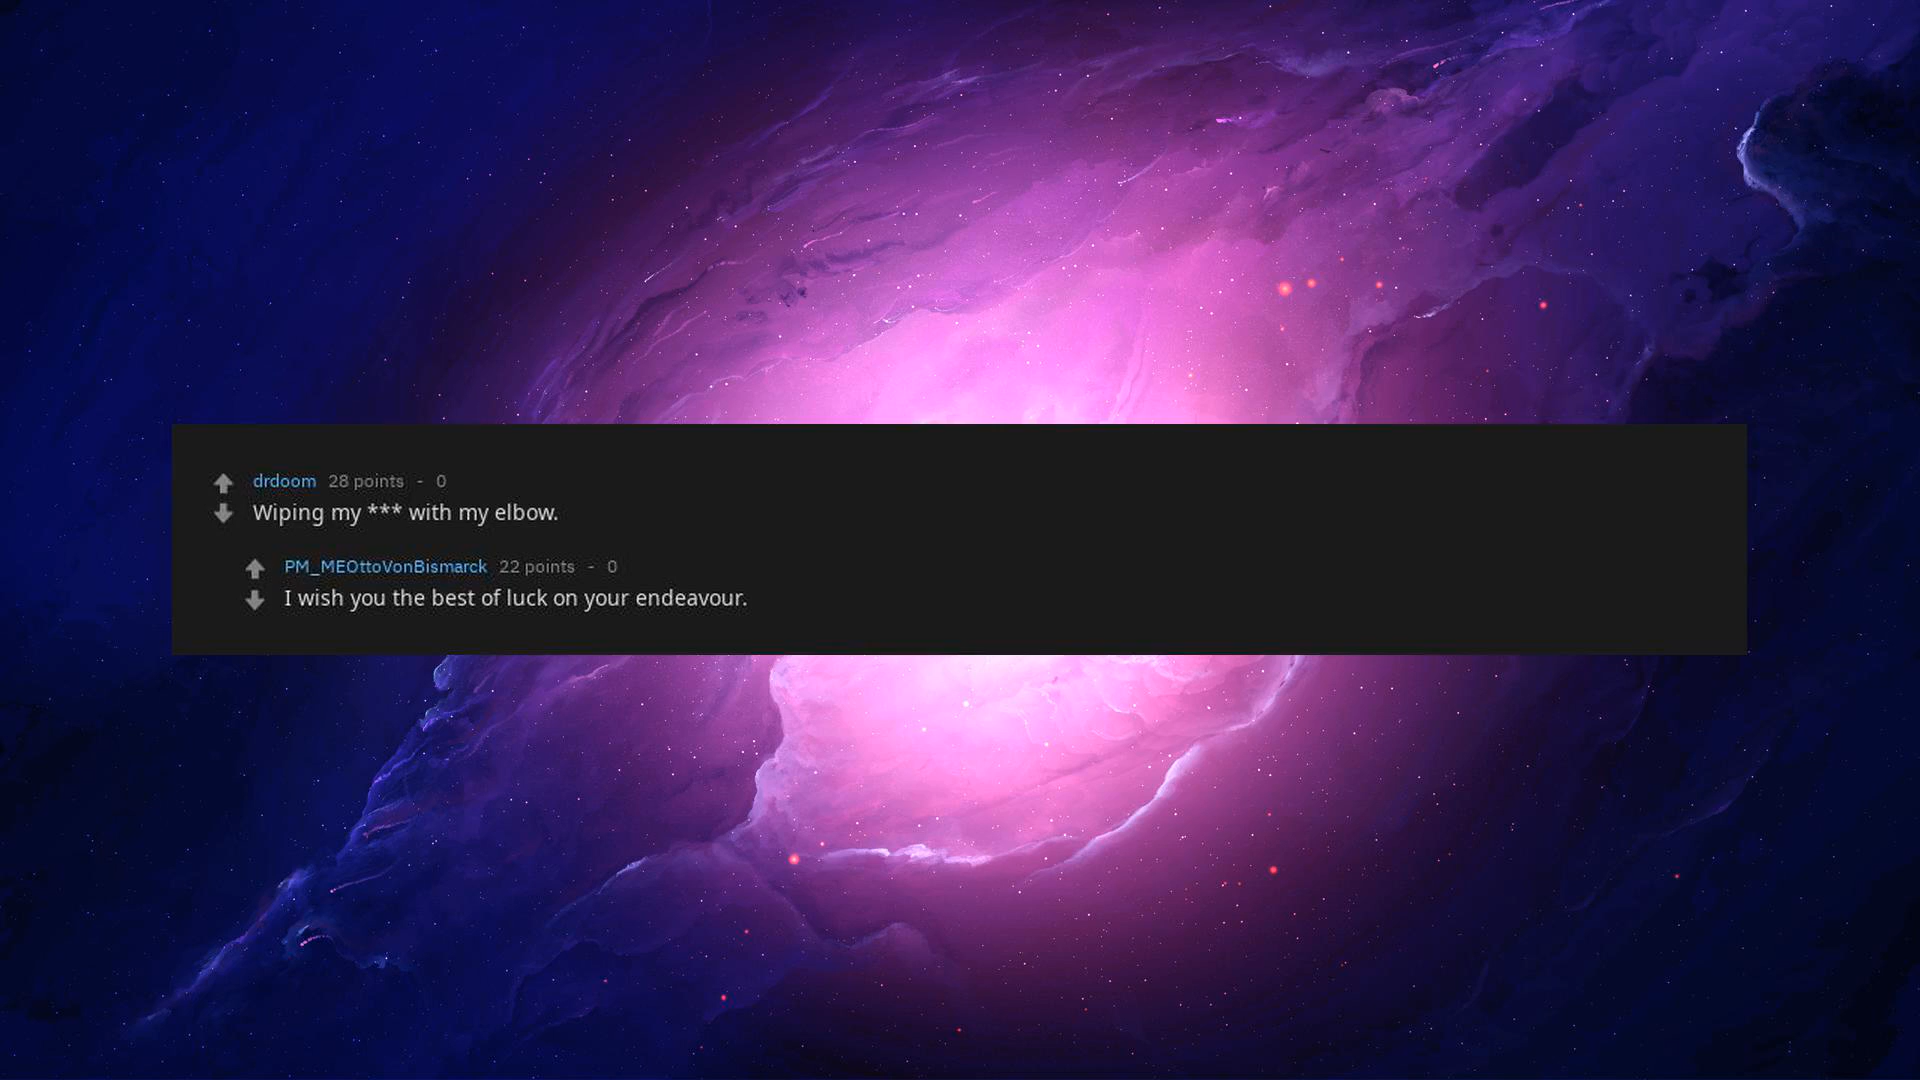 drdoom 28 points - 0
Wiping my *** with my elbow.
PM_MEOttoVonBismarck 22 points - 0
I wish you the best of luck on your endeavour.